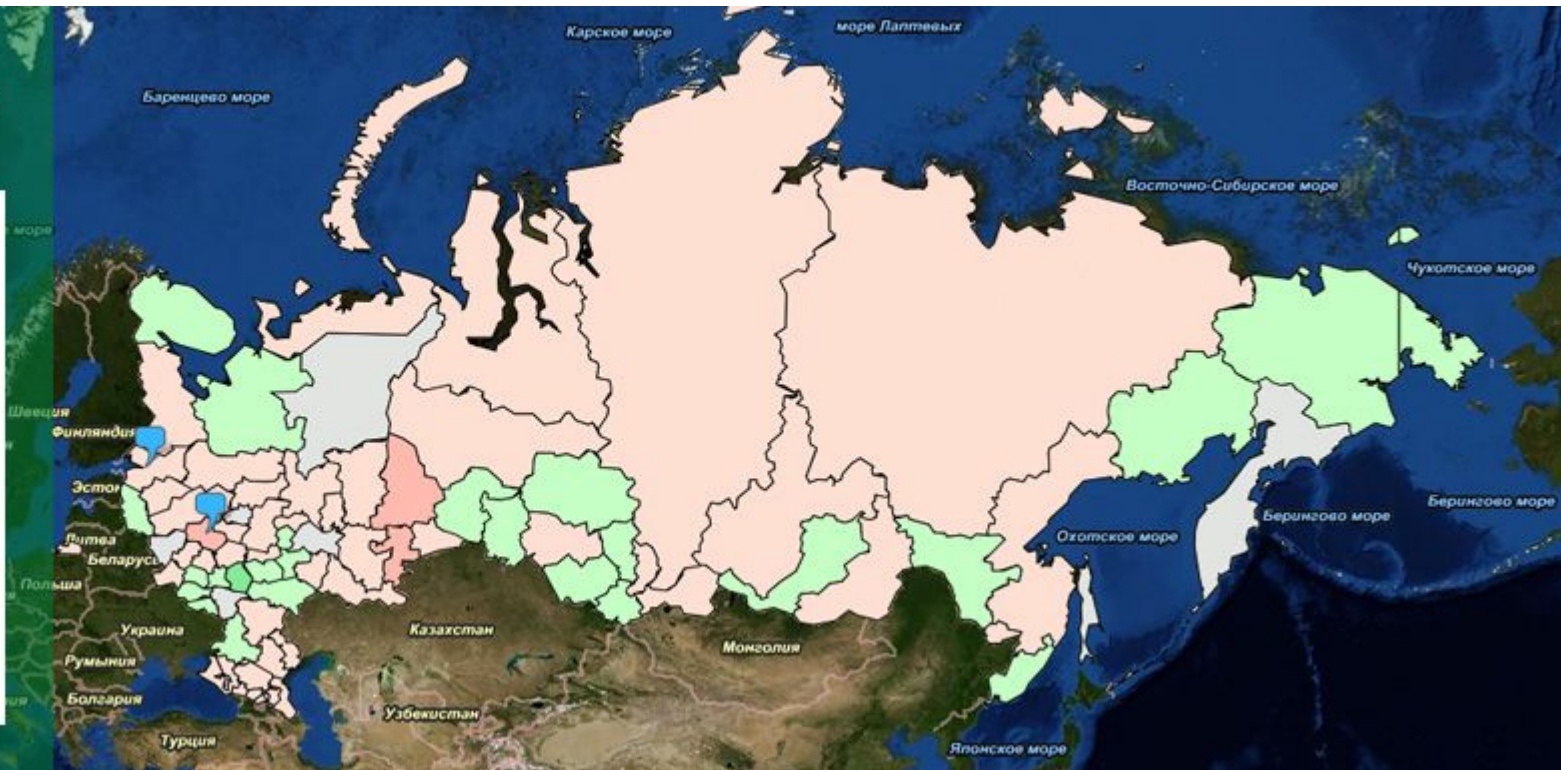 Карское море
море Лаптевых
Баренцево море
Восточно-Сибирское море
море
Чукотское море
Швеция
Финляндия
Эстон
Берингово море
Берингово море
Литва
Охотское море
Беларусь
Польша
Украина
Казахстан
Монголия
Румыния
Болгария
Узбекистан
Турция
Японское море